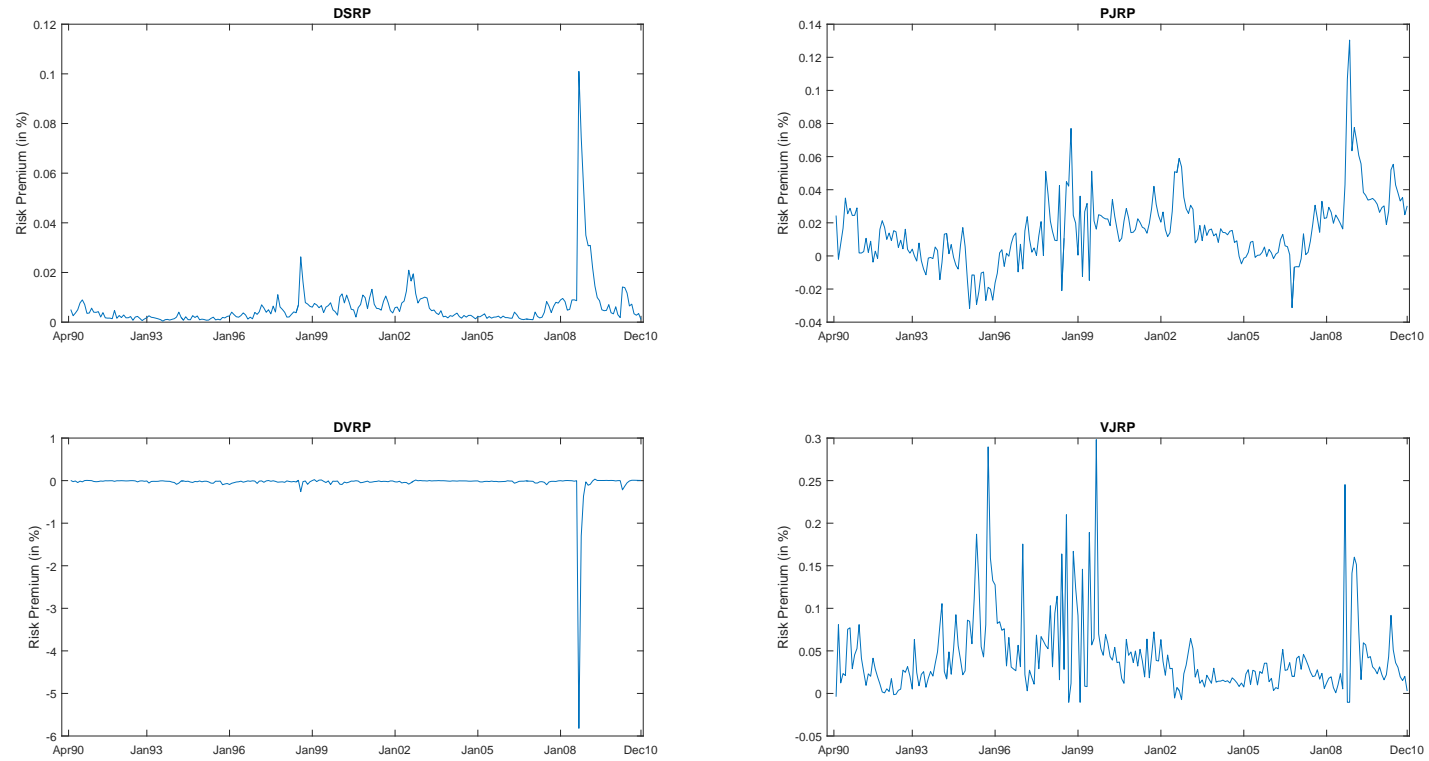 DSRP
Risk Premium (in %)
0.12
0.1
0.08
0.06
0.04
0.02
0
Apr90 Jan93 Jan96 Jan99 Jan02 Jan05 Jan08 Dec10
PJRP
Risk Premium (in %)
0.14
0.12
0.1
0.08
0.06
0.04
0.02
0
-0.02
-0.04
Apr90 Jan93 Jan96 Jan99 Jan02 Jan05 Jan08 Dec10
DVRP
Risk Premium (in %)
1
0
-1
-2
-3
-4
-5
-6
Apr90 Jan93 Jan96 Jan99 Jan02 Jan05 Jan08 Dec10
VJRP
Risk Premium (in %)
0.3
0.25
0.2
0.15
0.1
0.05
0
-0.05
Apr90 Jan93 Jan96 Jan99 Jan02 Jan05 Jan08 Dec10